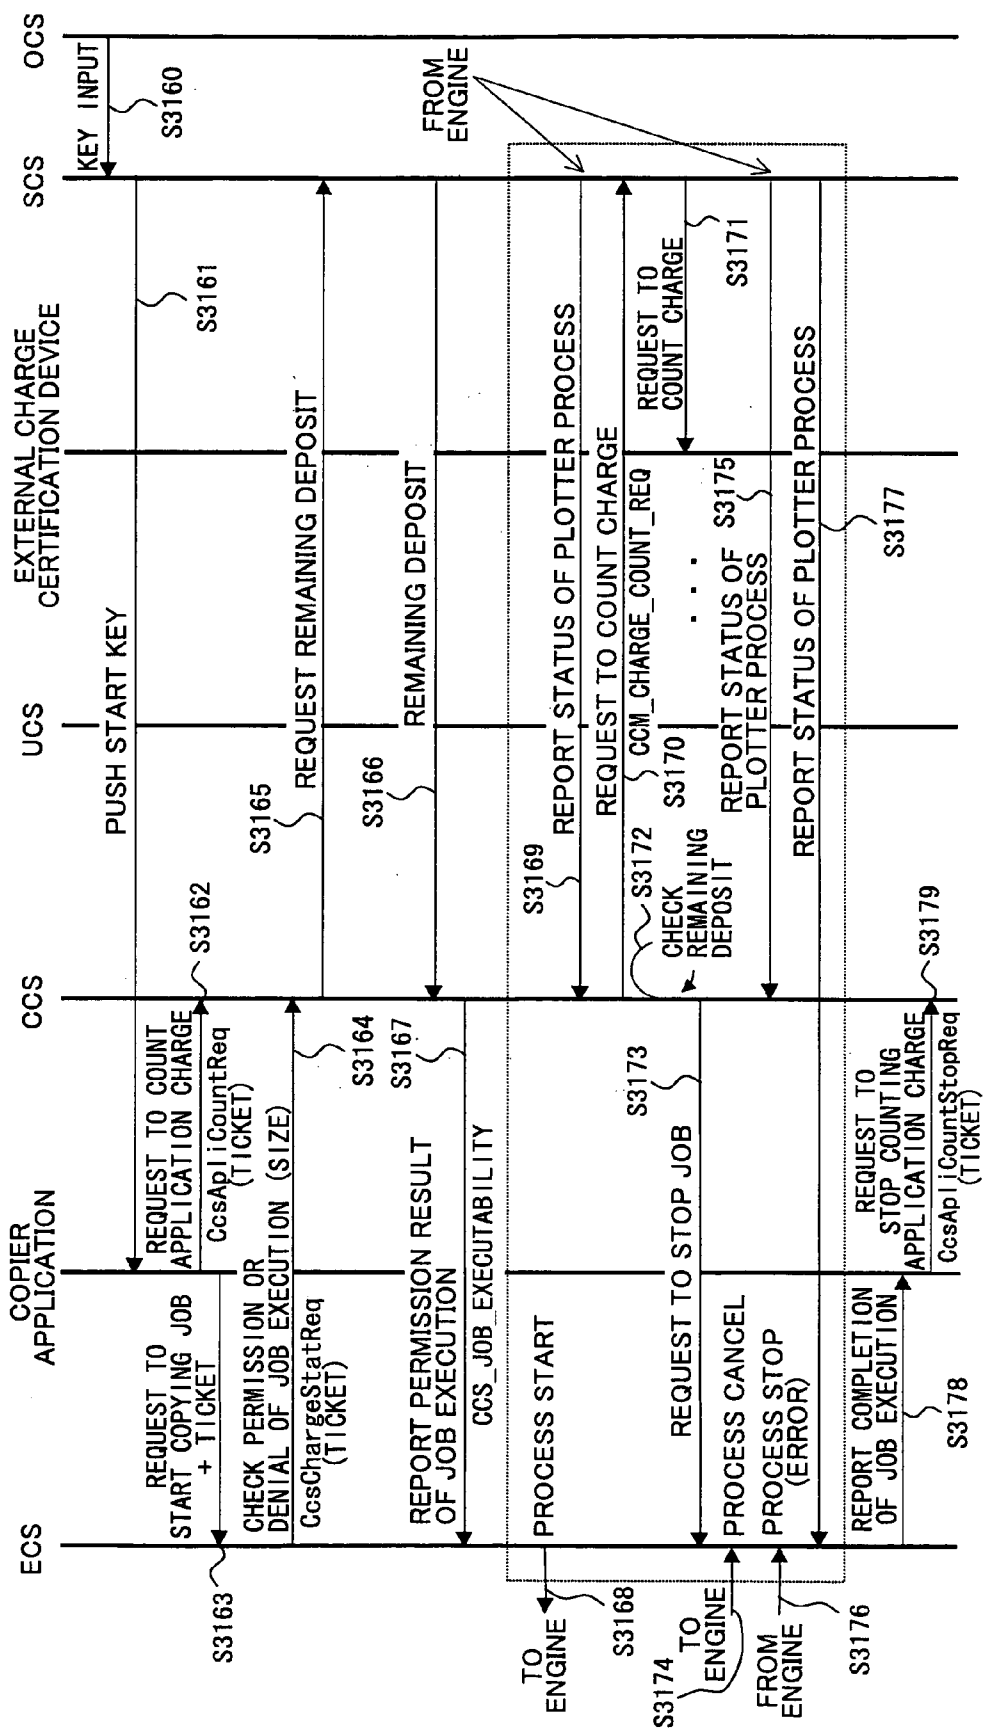 ECS
COPIER
APPLICATION
CCS
UCS
EXTERNAL CHARGE
CERTIFICATION DEVICE
SCS
OCS
KEY INPUT
S3160
PUSH START KEY
S3161
REQUEST TO COUNT
APPLICATION CHARGE
CcsApliCountReq
(TICKET)
S3162
REQUEST TO
START COPYING JOB
+ TICKET
S3163
CHECK PERMISSION OR
DENIAL OF JOB EXECUTION (SIZE)
CcsChargeStatReq
(TICKET)
S3164
REQUEST REMAINING DEPOSIT
S3165
REMAINING DEPOSIT
S3166
REPORT PERMISSION RESULT
OF JOB EXECUTION
CCS_JOB_EXECUTABILITY
S3167
FROM
ENGINE
PROCESS START
TO
ENGINE
S3168
REPORT STATUS OF PLOTTER PROCESS
S3169
REQUEST TO COUNT CHARGE
CCM_CHARGE_COUNT_REQ
S3170
REQUEST TO
COUNT CHARGE
S3171
S3172
CHECK
REMAINING
DEPOSIT
REQUEST TO STOP JOB
S3173
PROCESS CANCEL
TO
ENGINE
S3174
. . .
REPORT STATUS OF
PLOTTER PROCESS
S3175
PROCESS STOP
(ERROR)
FROM
ENGINE
S3176
REPORT STATUS OF PLOTTER PROCESS
S3177
REPORT COMPLETION
OF JOB EXECUTION
S3178
REQUEST TO
STOP COUNTING
APPLICATION CHARGE
CcsApliCountStopReq
(TICKET)
S3179